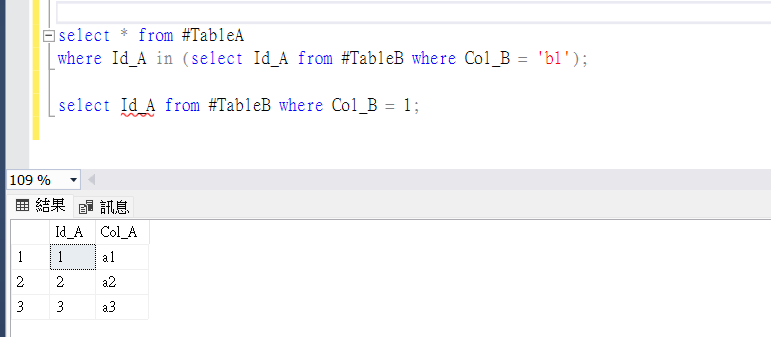 select * from #TableA
where Id_A in (select Id_A from #TableB where Col_B = 'b1');
select Id_A from #TableB where Col_B = 1;
109 %
結果 訊息
Id_A Col_A
1 1 a1
2 2 a2
3 3 a3